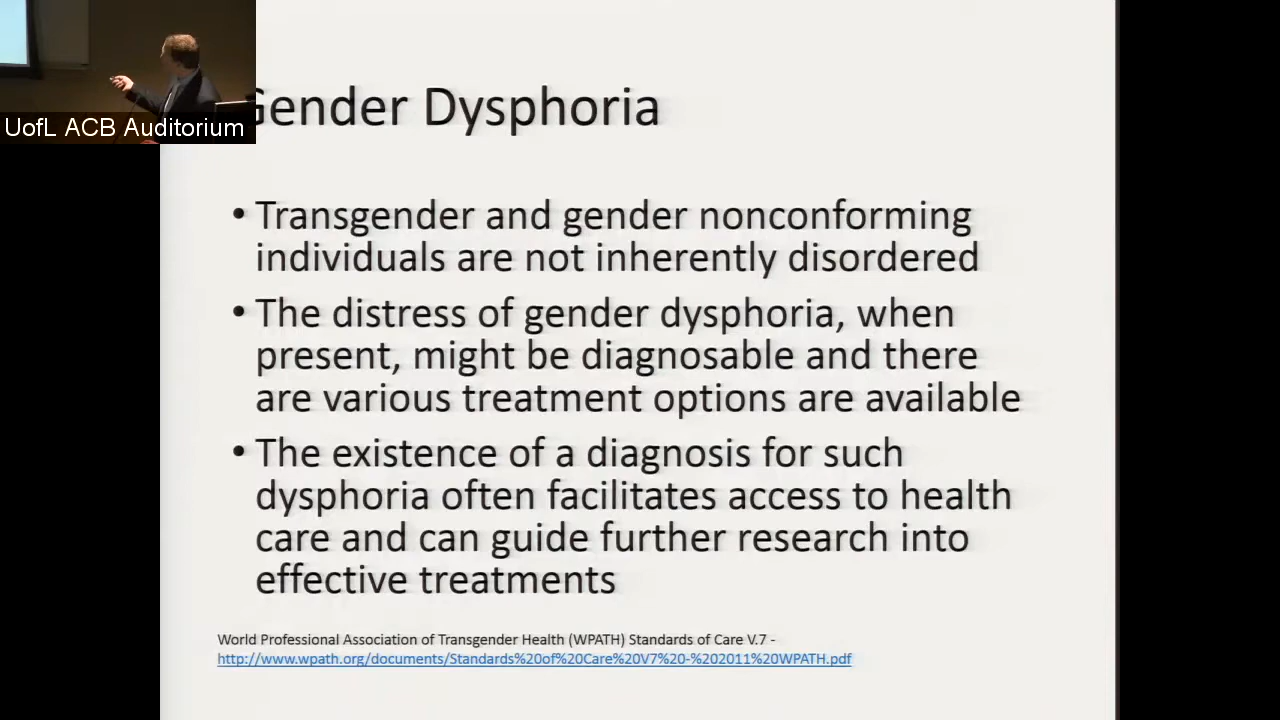 UofL ACB Auditorium
Gender Dysphoria
• Transgender and gender nonconforming
individuals are not inherently disordered
• The distress of gender dysphoria, when
present, might be diagnosable and there
are various treatment options are available
• The existence of a diagnosis for such
dysphoria often facilitates access to health
care and can guide further research into
effective treatments
World Professional Association of Transgender Health (WPATH) Standards of Care V.7 -
http://www.wpath.org/documents/Standards%20of%20Care%20V7%20-%202011%20WPATH.pdf